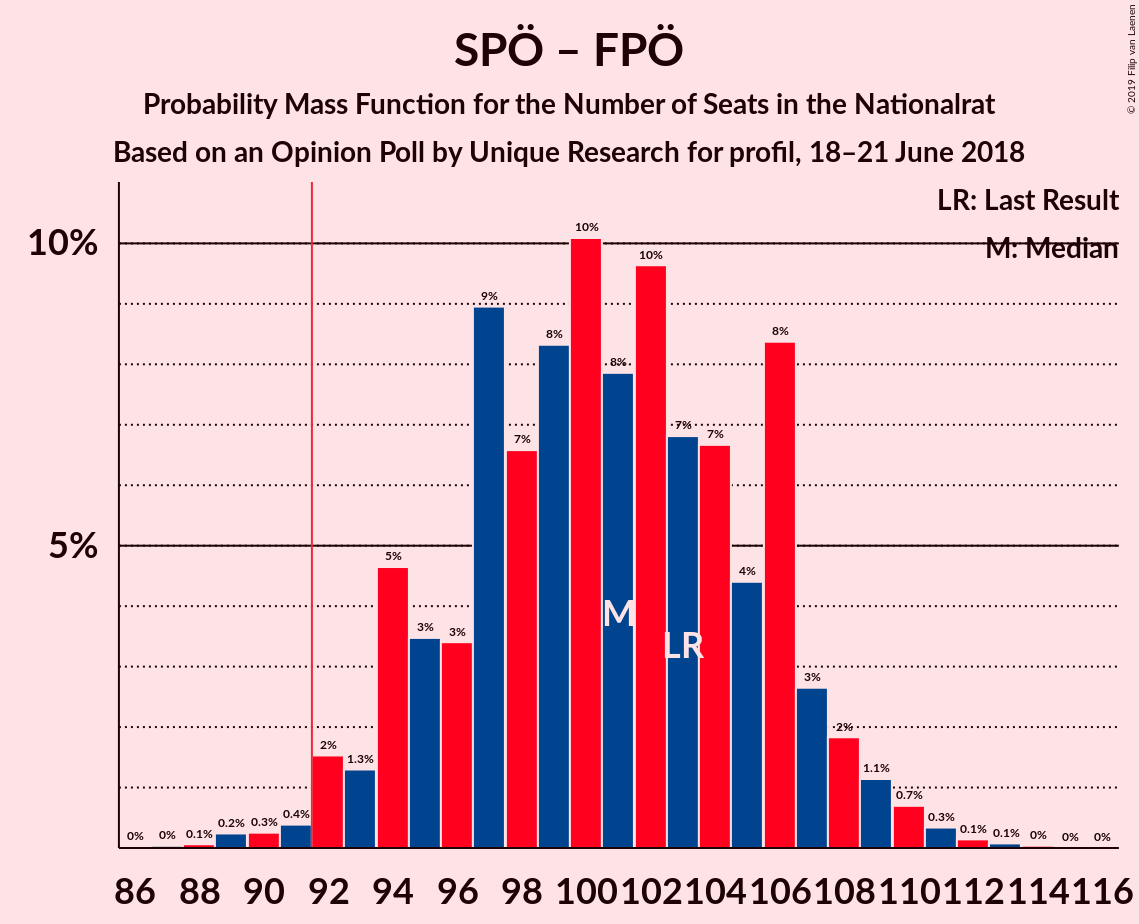 SPÖ – FPÖ
Probability Mass Function for the Number of Seats in the Nationalrat
Based on an Opinion Poll by Unique Research for profil, 18–21 June 2018
© 2019 Filip van Laenen
LR: Last Result
M: Median
10%
5%
0% 0% 0.1% 0.2% 0.3% 0.4% 2% 1.3% 5% 3% 3% 9% 7% 8% 10% 8% 10% 7% 7% 4% 8% 3% 2% 1.1% 0.7% 0.3% 0.1% 0.1% 0% 0% 0%
M
LR
86 88 90 92 94 96 98 100 102 104 106 108 110 112 114 116